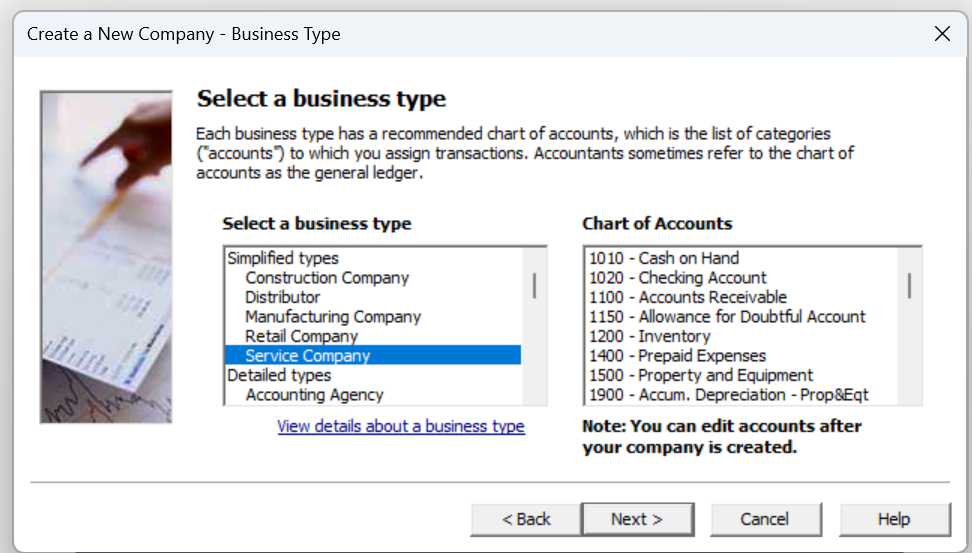 Create a New Company - Business Type
Select a business type
Each business type has a recommended chart of accounts, which is the list of categories
("accounts") to which you assign transactions. Accountants sometimes refer to the chart of
accounts as the general ledger.
Select a business type
Simplified types
Construction Company
Distributor
Manufacturing Company
Retail Company
Service Company
Detailed types
Accounting Agency
View details about a business type
Chart of Accounts
1010 - Cash on Hand
1020 - Checking Account
1100 - Accounts Receivable
1150 - Allowance for Doubtful Account
1200 - Inventory
1400 - Prepaid Expenses
1500 - Property and Equipment
1900 - Accum. Depreciation - Prop&Eqt
Note: You can edit accounts after
your company is created.
< Back
Next >
Cancel
Help